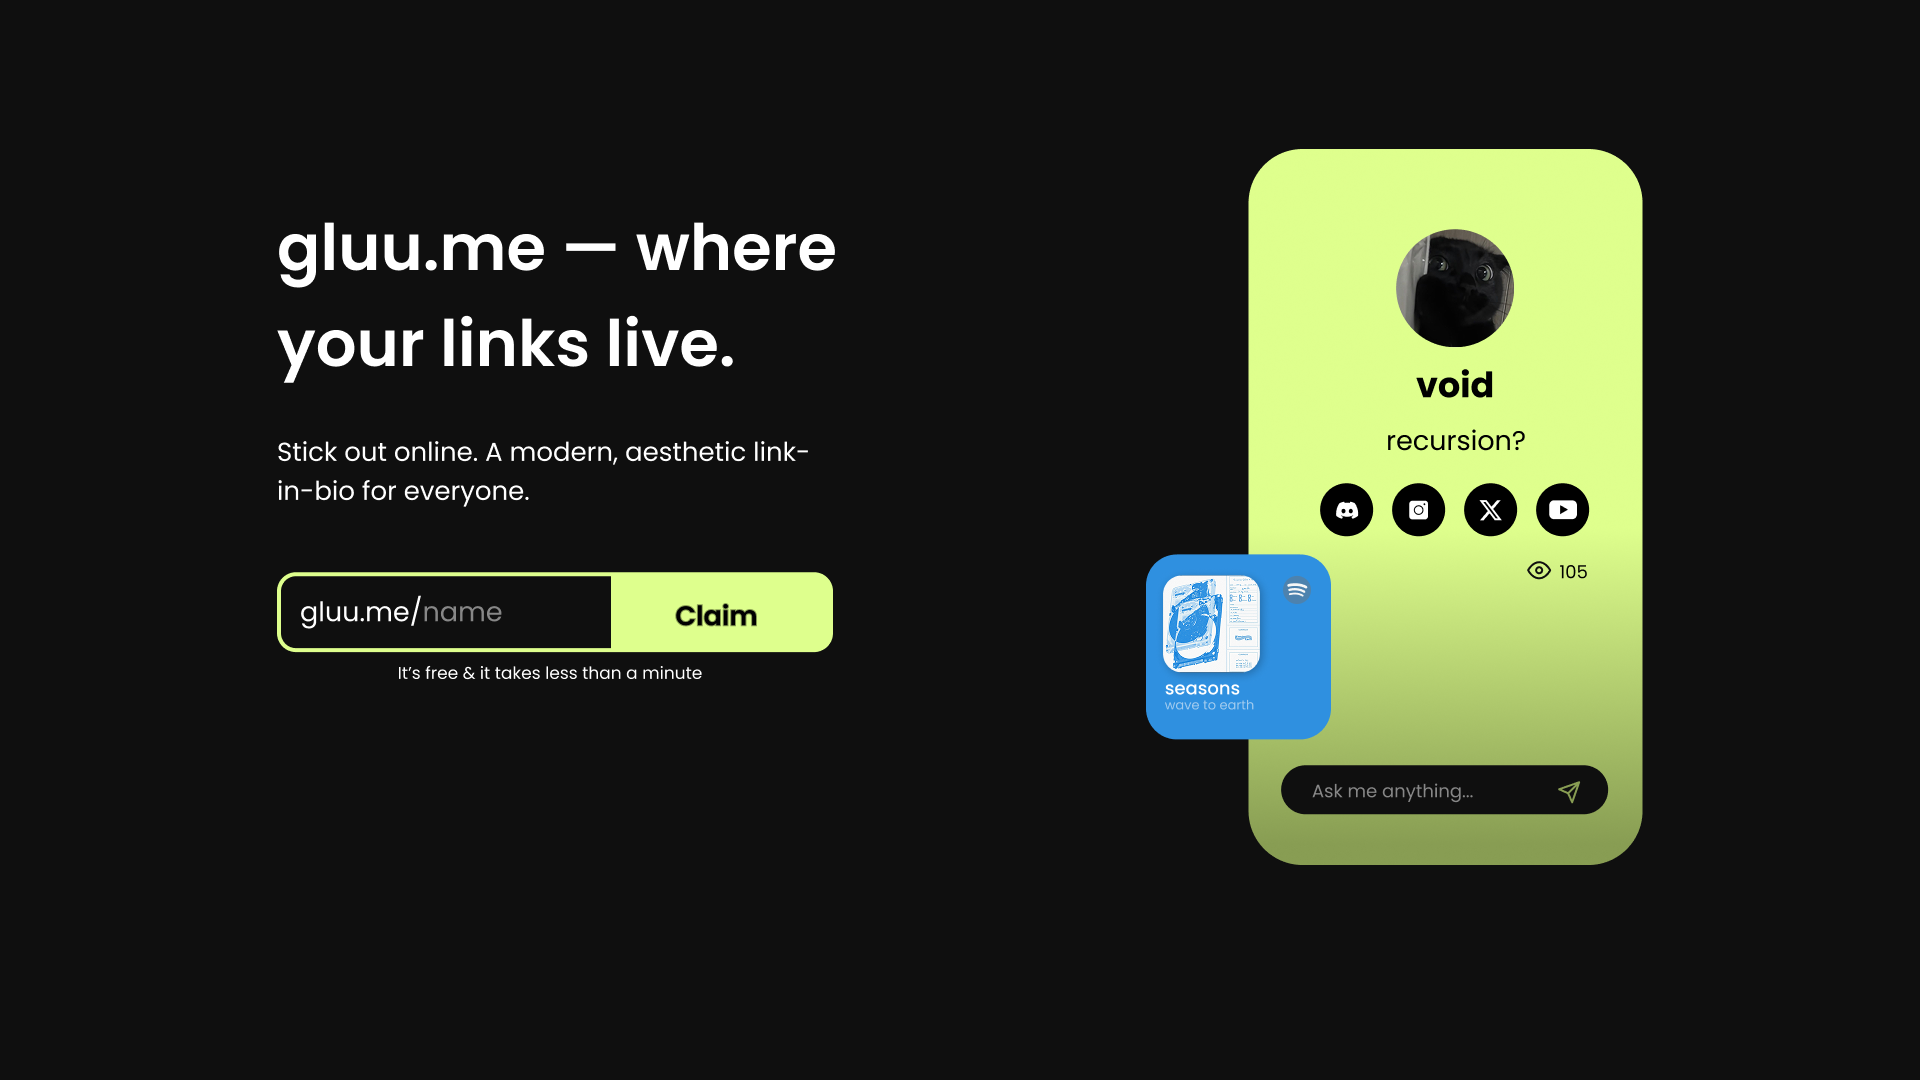 gluu.me — where
your links live.
Stick out online. A modern, aesthetic link-
in-bio for everyone.
gluu.me/name
Claim
It’s free & it takes less than a minute
void
recursion?
105
seasons
wave to earth
Ask me anything...